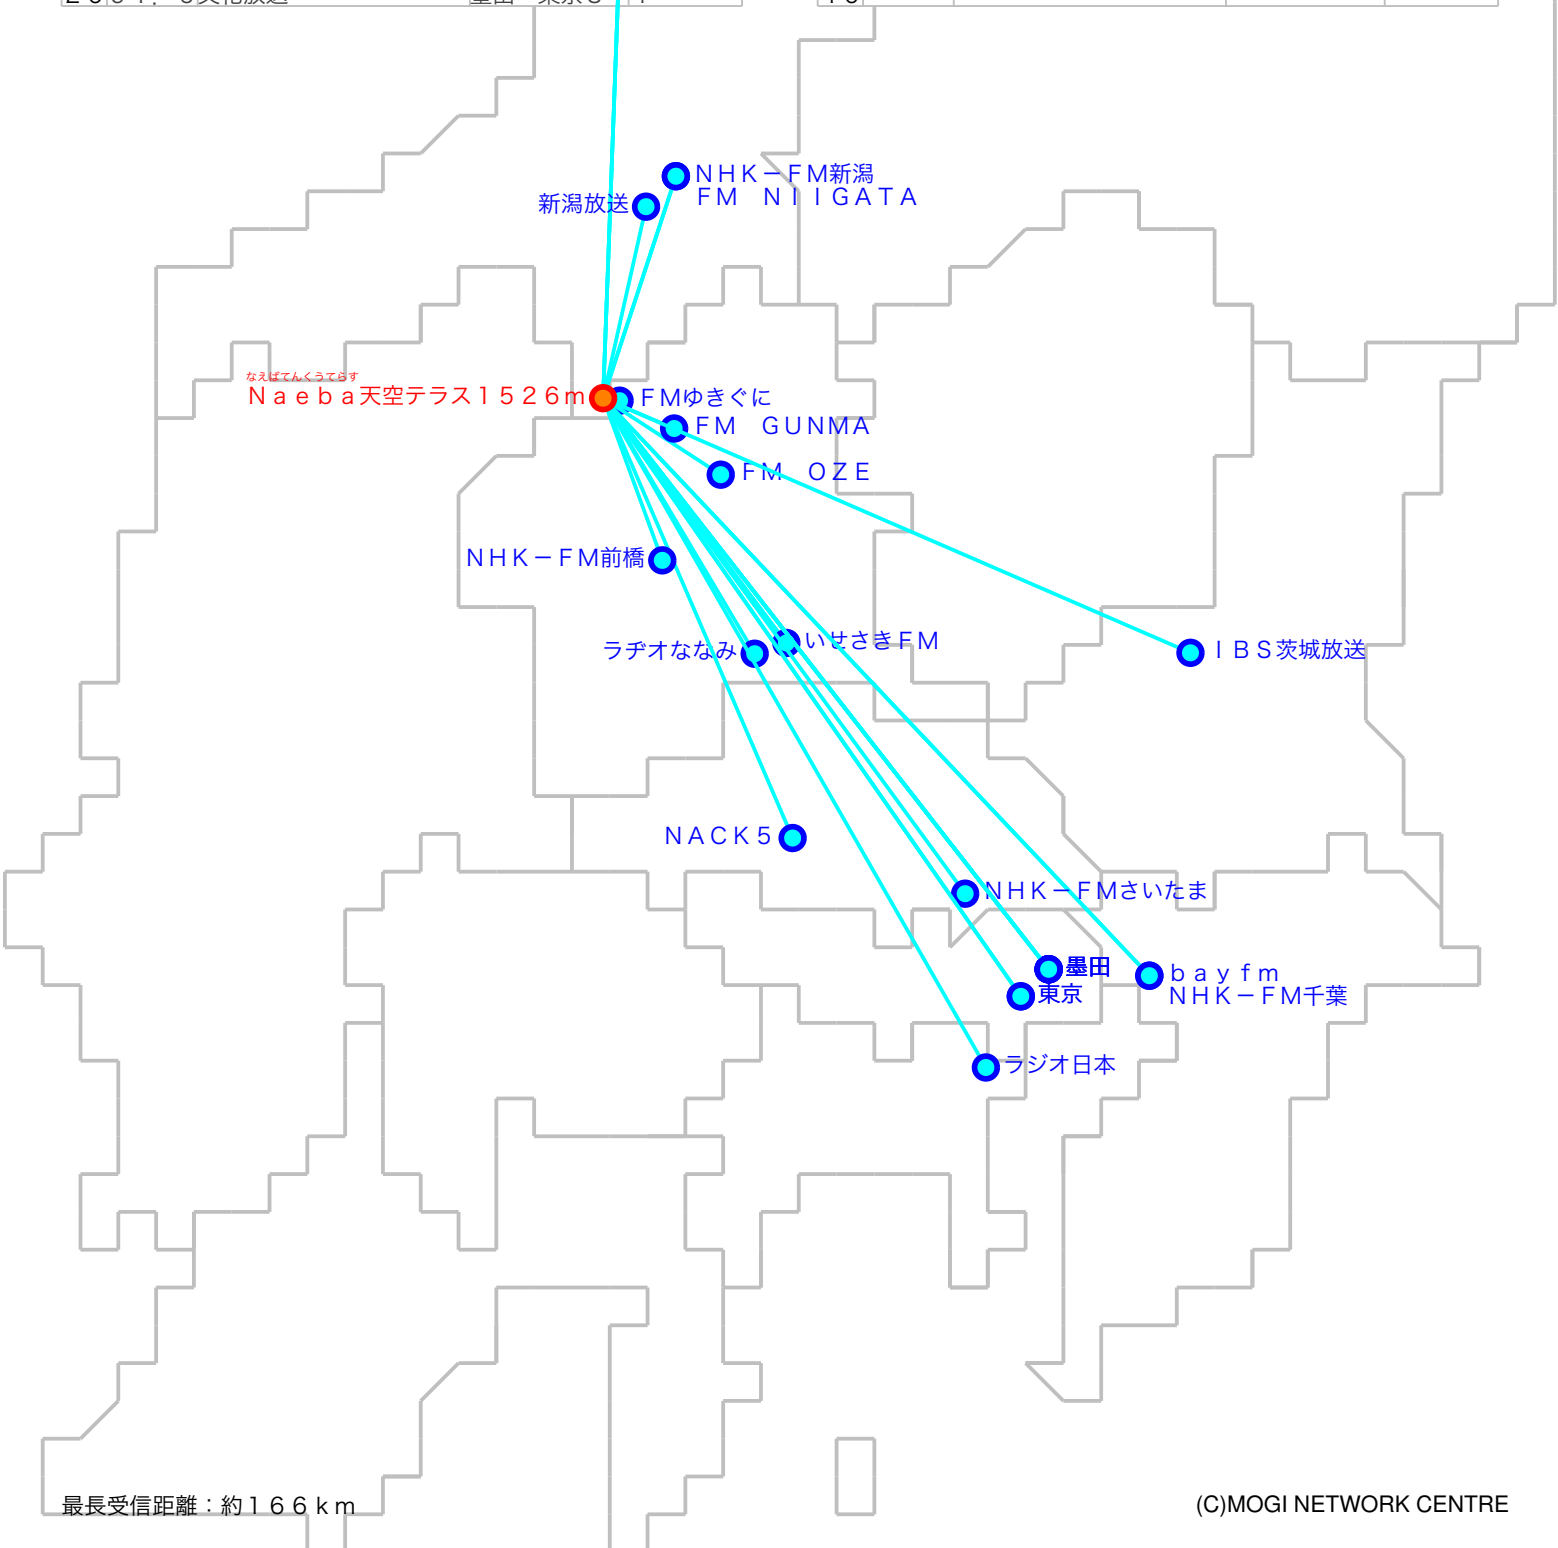 ＮＨＫ－ＦＭ新潟
ＦＭ　ＮＩＩＧＡＴＡ
新潟放送
なえばてんくうてらす
Ｎａｅｂａ天空テラス１５２６ｍ
ＦＭゆきぐに
ＦＭ　ＧＵＮＭＡ
ＦＭ　ＯＺＥ
ＮＨＫ－ＦＭ前橋
いせさきＦＭ
ラヂオななみ
ＩＢＳ茨城放送
ＮＡＣＫ５
ＮＨＫ－ＦＭさいたま
墨田
ｂａｙｆｍ
東京
ＮＨＫ－ＦＭ千葉
ラジオ日本
最長受信距離：約１６６ｋｍ
(C)MOGI NETWORK CENTRE